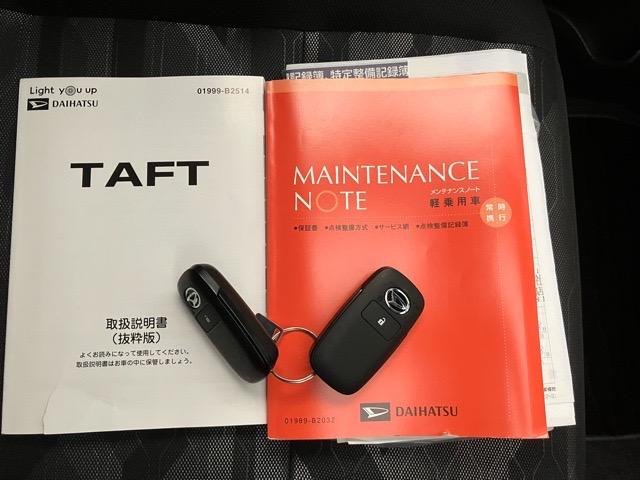 Light you up
DAIHATSU
01999-B2514
TAFT
取扱説明書
（抜粋版）
よくお読みになって使用してください。
取扱説明書はお車の中に保管しましょう。
記録簿、特定整備記録簿
MAINTENANCE
NOTE
メンテナンスノート
軽乗用車
常時
携行
●保証書 ●点検整備方式 ●サービス網 ●点検整備記録簿
01989-B2032
DAIHATSU